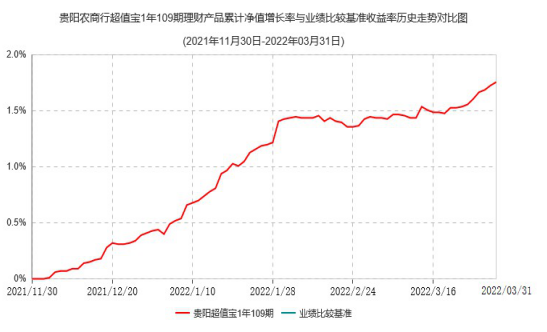 贵阳农商行超值宝1年109期理财产品累计净值增长率与业绩比较基准收益率历史走势对比图
(2021年11月30日-2022年03月31日)
2.0%
1.5%
1.0%
0.5%
0%
2021/11/30 2021/12/20 2022/1/10 2022/1/28 2022/2/24 2022/3/16 2022/03/31
贵阳超值宝1年109期 业绩比较基准